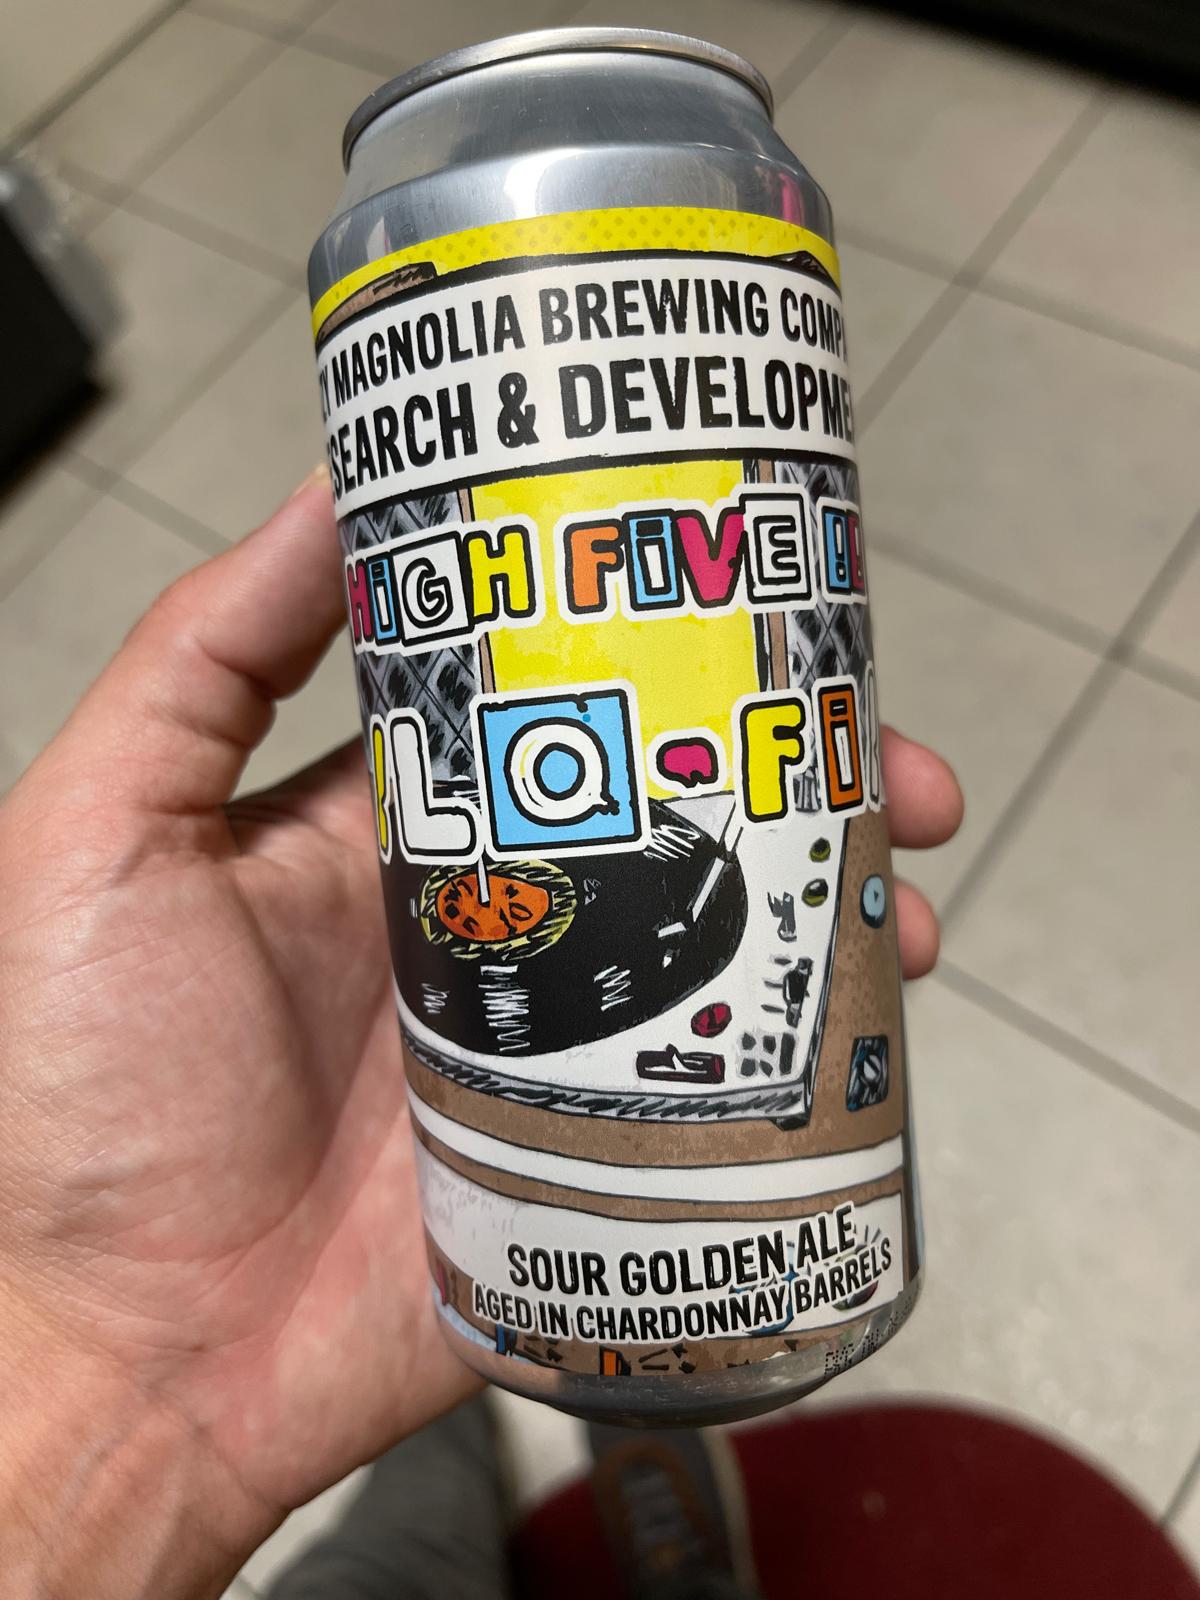 MAGNOLIA BREWING COMP
SEARCH & DEVELOPME
HIGH FIVE
LO-FI
SOUR GOLDEN ALE
AGED IN CHARDONNAY BARRELS